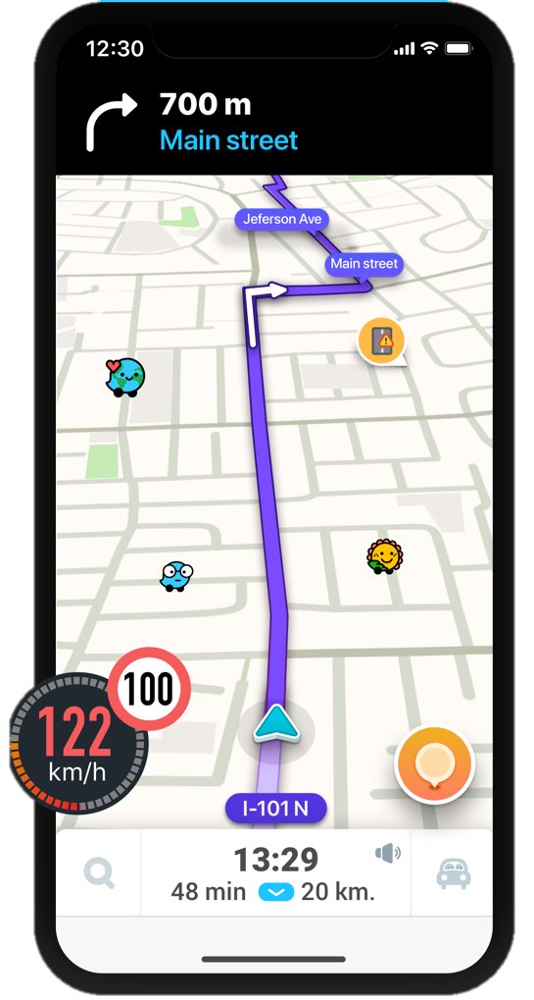 12:30
700 m
Main street
Jeferson Ave
Main street
100
122
km/h
I-101 N
13:29
48 min 20 km.